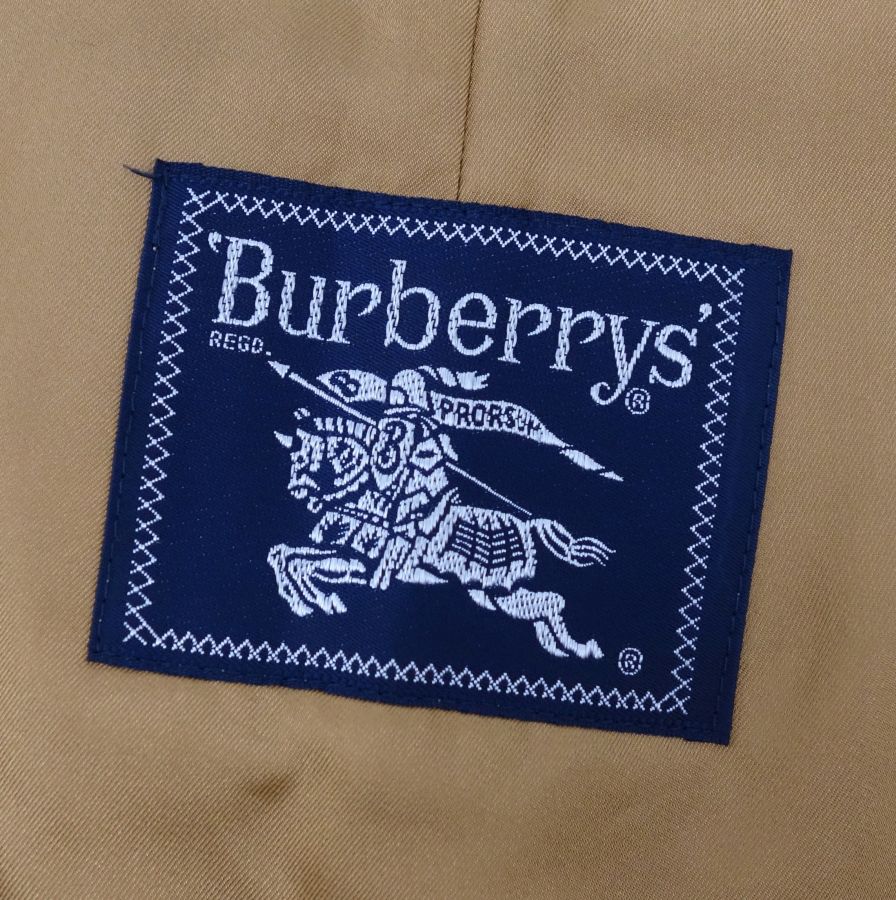 'Burberrys'
REGD.
®
B PRORSUM
®